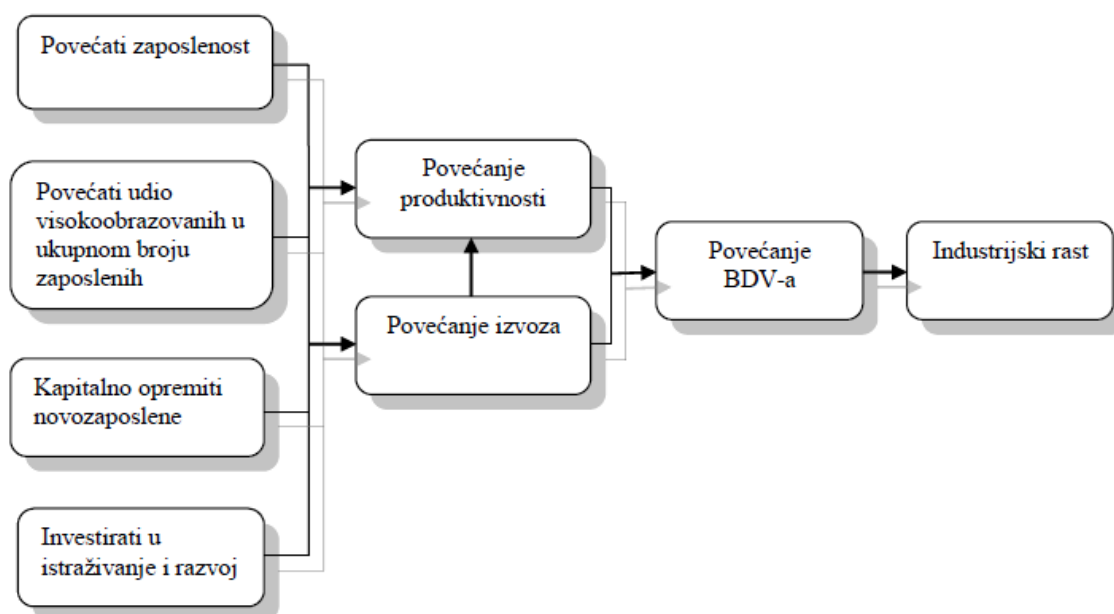 Povećati zaposlenost
Povećati udio
visokoobrazovanih u
ukupnom broju
zaposlenih
Kapitalno opremiti
novozaposlene
Investirati u
istraživanje i razvoj
Povećanje
produktivnosti
Povećanje izvoza
Povećanje
BDV-a
Industrijski rast